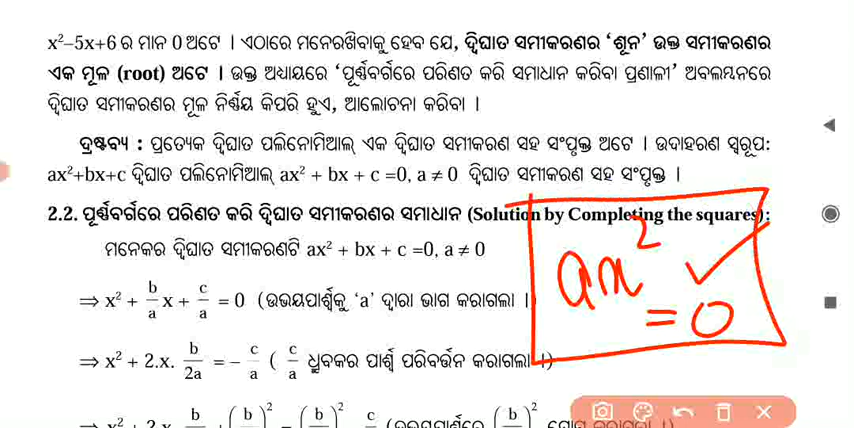 x²–5x+6 ର ମାନ 0 ଅଟେ । ଏଠାରେ ମନେରଖିବାକୁ ହେବ ଯେ, ଦ୍ୱିଘାତ ସମୀକରଣର ‘ଶୂନ’ ଉକ୍ତ ସମୀକରଣର
ଏକ ମୂଳ (root) ଅଟେ । ଉକ୍ତ ଅଧ୍ୟାୟରେ ‘ପୂର୍ଣ୍ଣବର୍ଗରେ ପରିଣତ କରି ସମାଧାନ କରିବା ପ୍ରଣାଳୀ’ ଅବଲମ୍ବନରେ
ଦ୍ୱିଘାତ ସମୀକରଣର ମୂଳ ନିର୍ଣ୍ଣୟ କିପରି ହୁଏ, ଆଲୋଚନା କରିବା ।
ଦ୍ରଷ୍ଟବ୍ୟ : ପ୍ରତ୍ୟେକ ଦ୍ୱିଘାତ ପଲିନୋମିଆଲ୍ ଏକ ଦ୍ୱିଘାତ ସମୀକରଣ ସହ ସଂପୃକ୍ତ ଅଟେ । ଉଦାହରଣ ସ୍ୱରୂପ:
ax²+bx+c ଦ୍ୱିଘାତ ପଲିନୋମିଆଲ୍ ax² + bx + c =0, a ≠ 0 ଦ୍ୱିଘାତ ସମୀକରଣ ସହ ସଂପୃକ୍ତ ।
2.2. ପୂର୍ଣ୍ଣବର୍ଗରେ ପରିଣତ କରି ଦ୍ୱିଘାତ ସମୀକରଣର ସମାଧାନ (Solution by Completing the squares):
ମନେକର ଦ୍ୱିଘାତ ସମୀକରଣଟି ax² + bx + c =0, a ≠ 0
⇒ x² + b/a x + c/a = 0 (ଉଭୟପାର୍ଶ୍ୱକୁ ‘a’ ଦ୍ୱାରା ଭାଗ କରାଗଲା ।)
ax² ✓
= 0
⇒ x² + 2.x. b/2a = – c/a ( c/a ଧ୍ରୁବକର ପାର୍ଶ୍ୱ ପରିବର୍ତ୍ତନ କରାଗଲା ।)